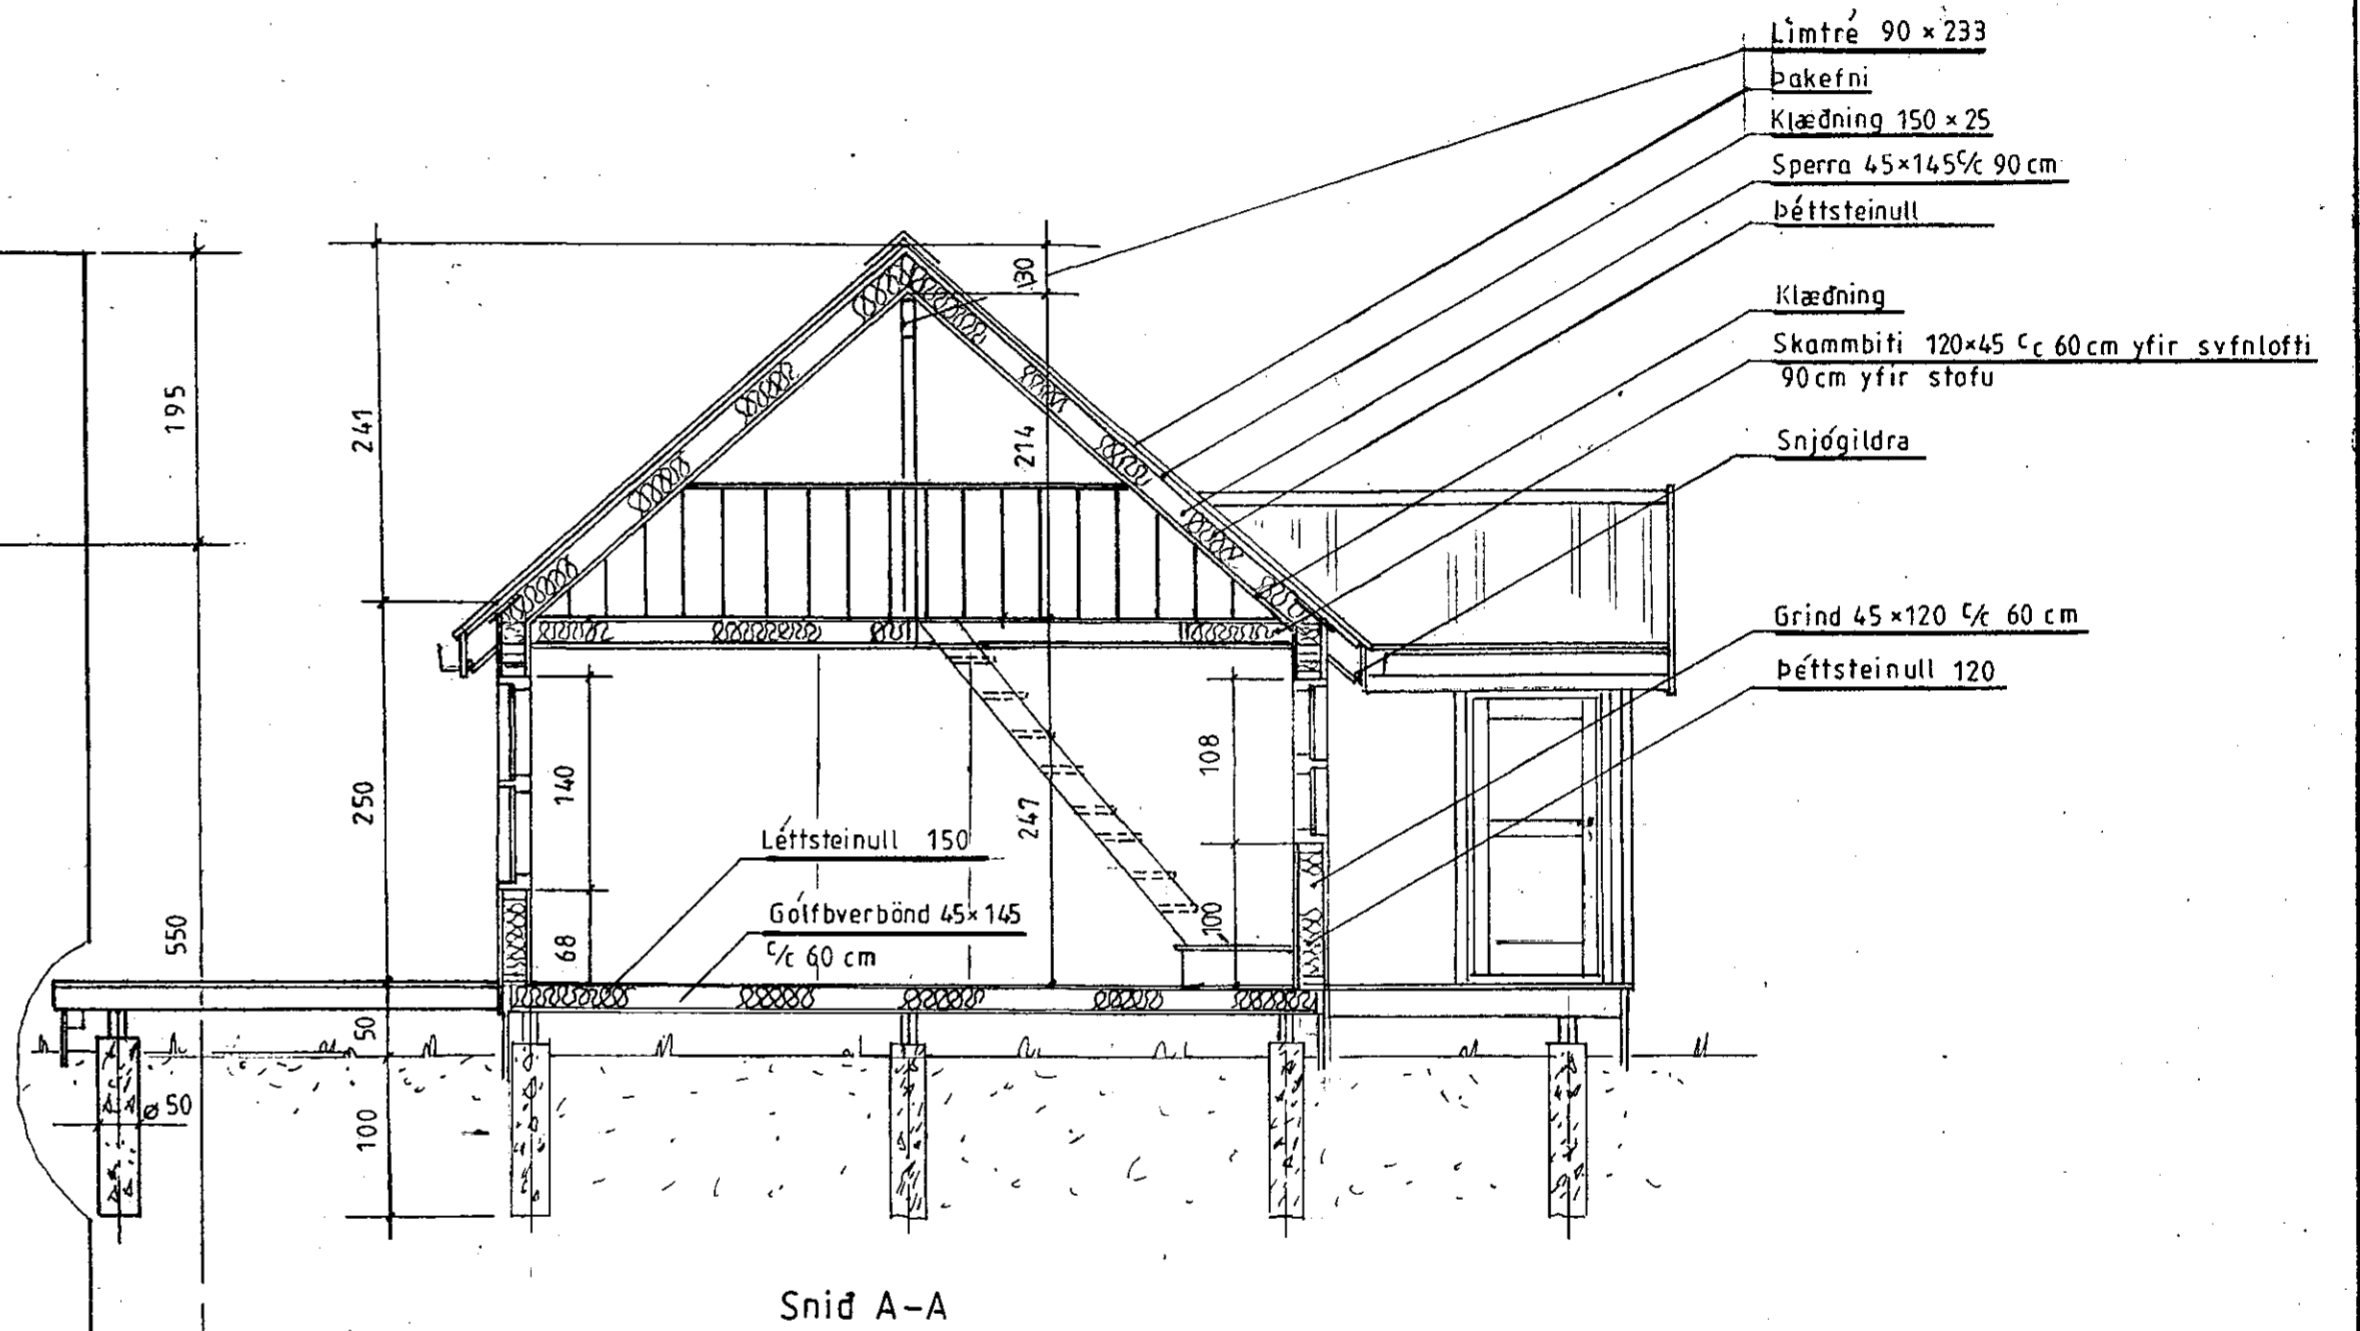 Límtré 90 × 233
Þakefni
Klæðning 150 × 25
Sperra 45×145 c/c 90 cm
Þéttsteinull
Klæðning
Skammbiti 120×45 c c 60 cm yfir svfnlofti
90 cm yfir stofu
Snjógildra
Grind 45 ×120 c/c 60 cm
Þéttsteinull 120
195
550
241
250
50
100
ø 50
130
214
247
140
68
108
100
Léttsteinull 150
Gólfbverbönd 45× 145
c/c 60 cm
Snið A–A